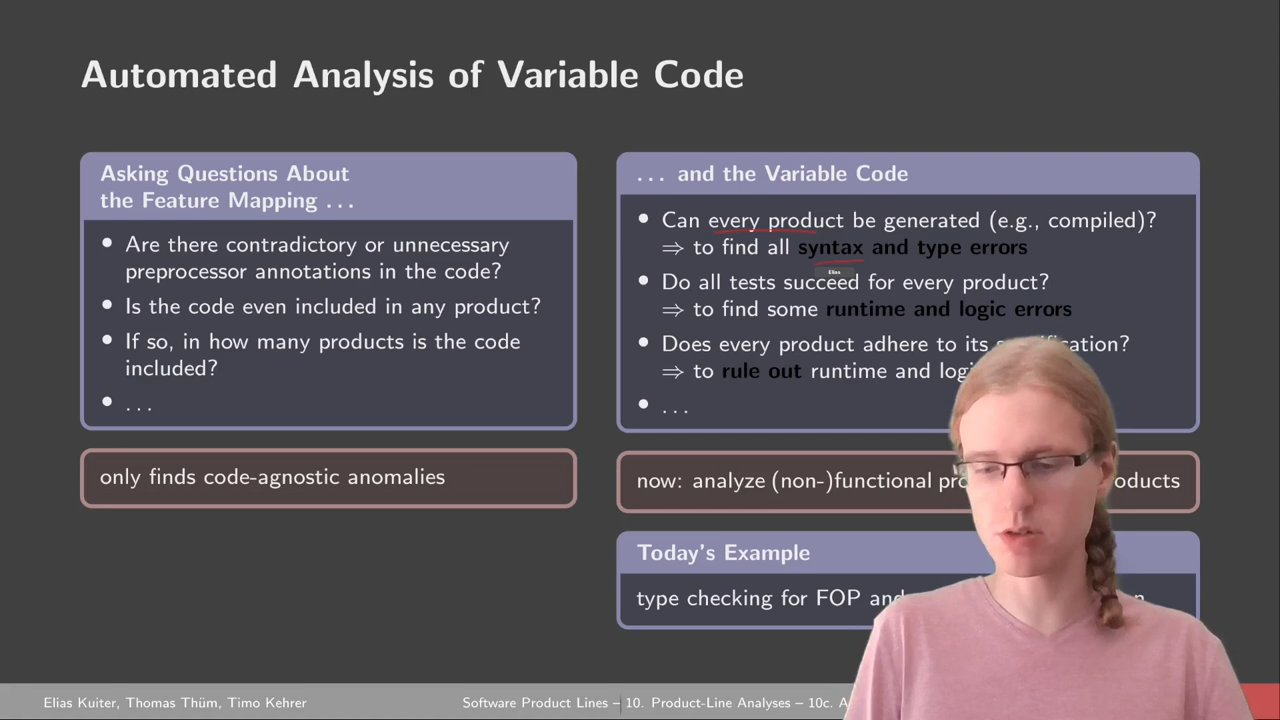 Automated Analysis of Variable Code
Asking Questions About
the Feature Mapping . . .
• Are there contradictory or unnecessary
preprocessor annotations in the code?
• Is the code even included in any product?
• If so, in how many products is the code
included?
• . . .
only finds code-agnostic anomalies
. . . and the Variable Code
• Can every product be generated (e.g., compiled)?
⇒ to find all syntax and type errors
Elias
• Do all tests succeed for every product?
⇒ to find some runtime and logic errors
• Does every product adhere to its specification?
⇒ to rule out runtime and
• . . .
now: analyze (non-)functional
Today's Example
type checking for FOP
Elias Kuiter, Thomas Thüm, Timo Kehrer
Software Product Lines – 10. Product-Line Analyses – 10c.